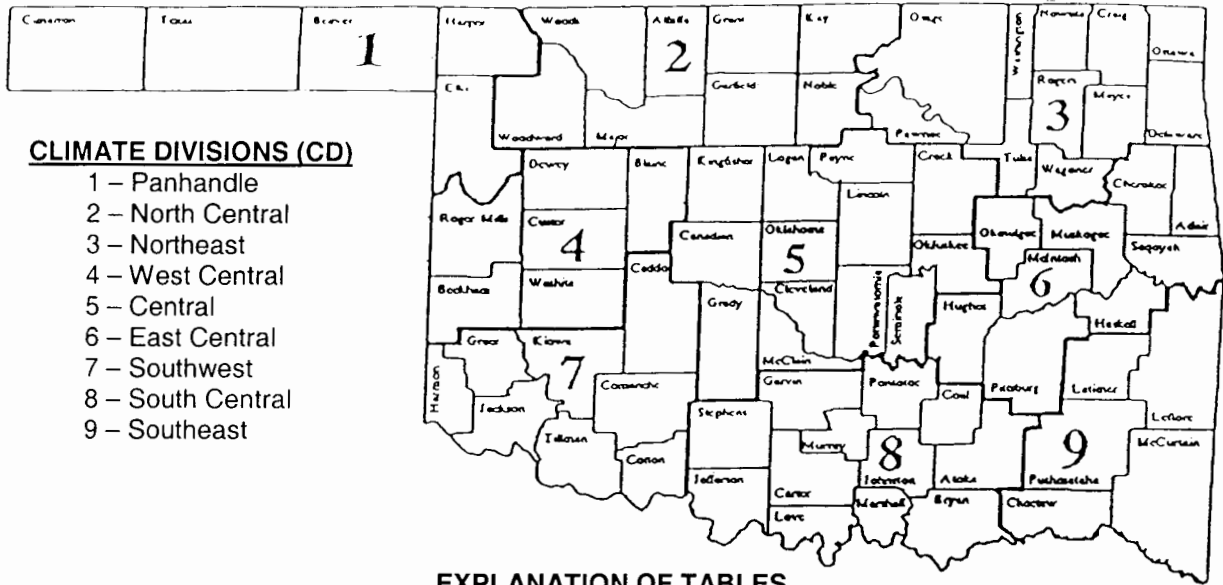 Cimarron Texas Beaver Harper Woods Alfalfa Grant Kay Osage Washington Nowata Craig
Ottawa
1 2
Ellis Garfield Noble Rogers Mayes
3
Woodward Major Pawnee Delaware
CLIMATE DIVISIONS (CD)
1 – Panhandle
2 – North Central
3 – Northeast
4 – West Central
5 – Central
6 – East Central
7 – Southwest
8 – South Central
9 – Southeast
Dewey Blaine Kingfisher Logan Payne Creek Tulsa Wagoner
Cherokee
Lincoln
Roger Mills Custer Canadian Oklahoma Okfuskee Okmulgee Muskogee Adair
Sequoyah
4 5 McIntosh
Caddo 6
Beckham Washita Cleveland
Grady Pottawatomie Seminole Hughes Haskell
Greer Kiowa McClain
7 Garvin Pontotoc Pittsburg Latimer
Harmon Comanche Coal
Jackson Stephens Leflore
Tillman Murray McCurtain
Cotton 8 9
Jefferson Johnston Atoka Pushmataha
Carter Marshall Bryan Choctaw
Love
EXPLANATION OF TABLES